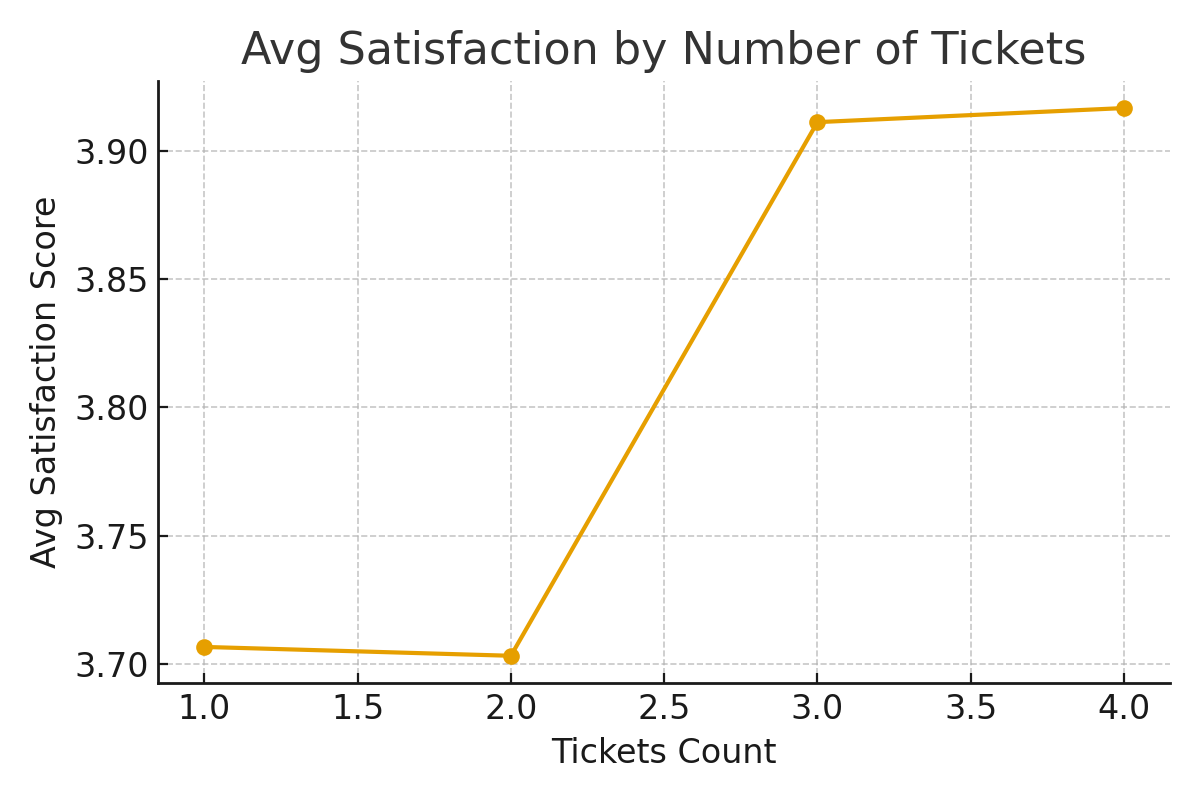 Avg Satisfaction by Number of Tickets
Avg Satisfaction Score
3.90
3.85
3.80
3.75
3.70
1.0 1.5 2.0 2.5 3.0 3.5 4.0
Tickets Count